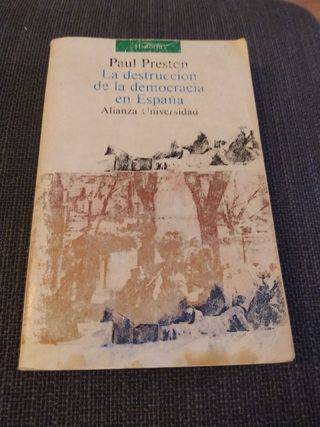 Historia
Paul Preston
La destrucción
de la democracia
en España
Alianza Universidad